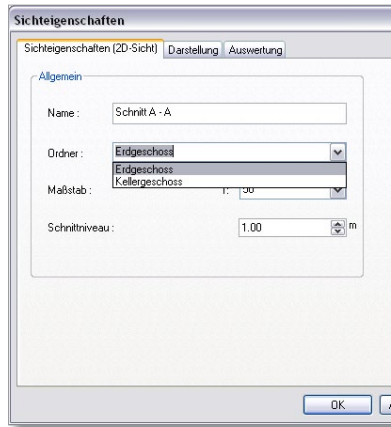 Sichteigenschaften
Sichteigenschaften (2D-Sicht) Darstellung Auswertung
Allgemein
Name : Schnitt A - A
Ordner : Erdgeschoss
Erdgeschoss
Kellergeschoss
Maßstab : 1: 50
Schnittniveau : 1.00 m
OK